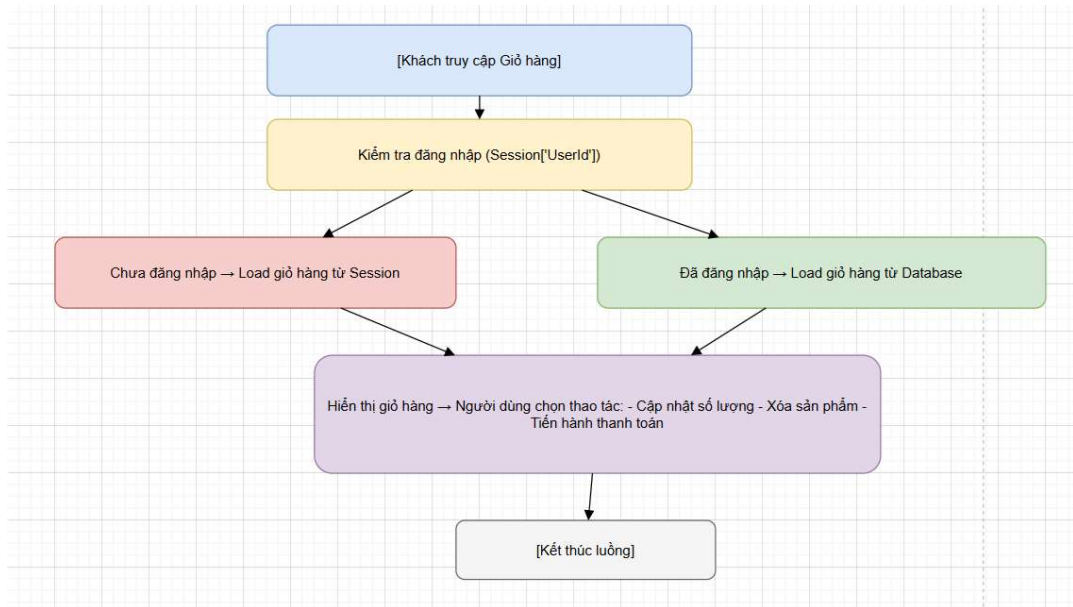 [Khách truy cập Giỏ hàng]
Kiểm tra đăng nhập (Session['UserId'])
Chưa đăng nhập → Load giỏ hàng từ Session
Đã đăng nhập → Load giỏ hàng từ Database
Hiển thị giỏ hàng → Người dùng chọn thao tác: - Cập nhật số lượng - Xóa sản phẩm -
Tiến hành thanh toán
[Kết thúc luồng]